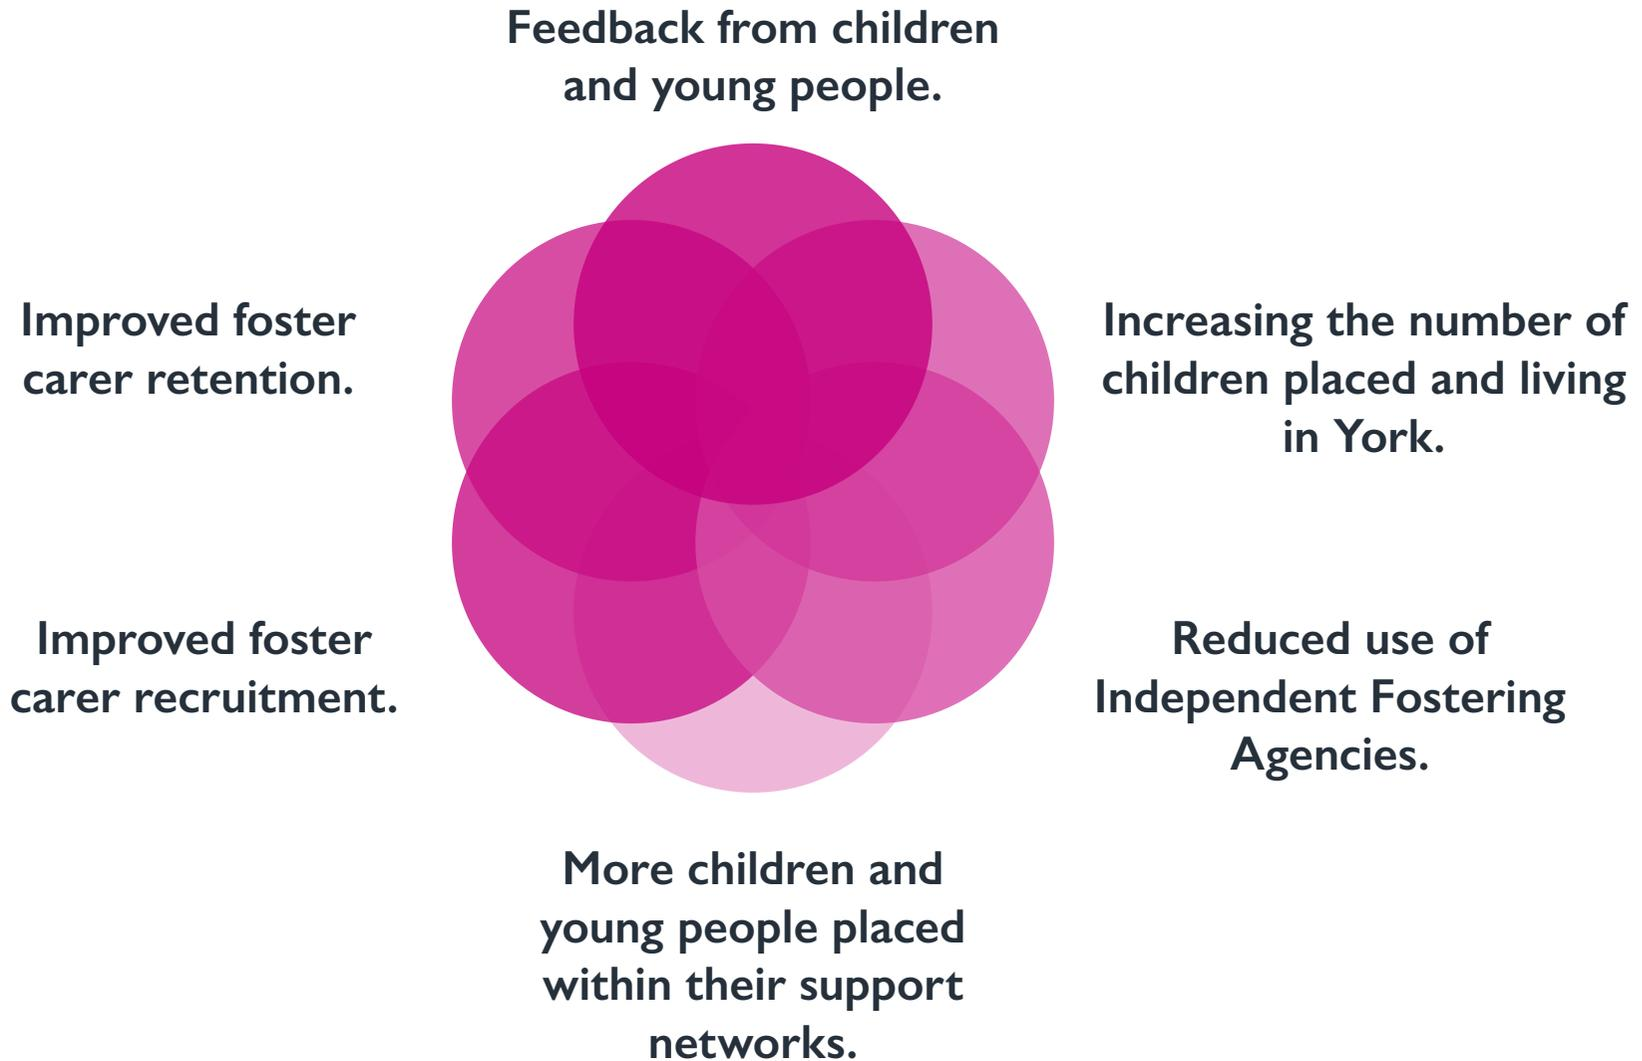 Feedback from children
and young people.
Improved foster
carer retention.
Increasing the number of
children placed and living
in York.
Improved foster
carer recruitment.
Reduced use of
Independent Fostering
Agencies.
More children and
young people placed
within their support
networks.